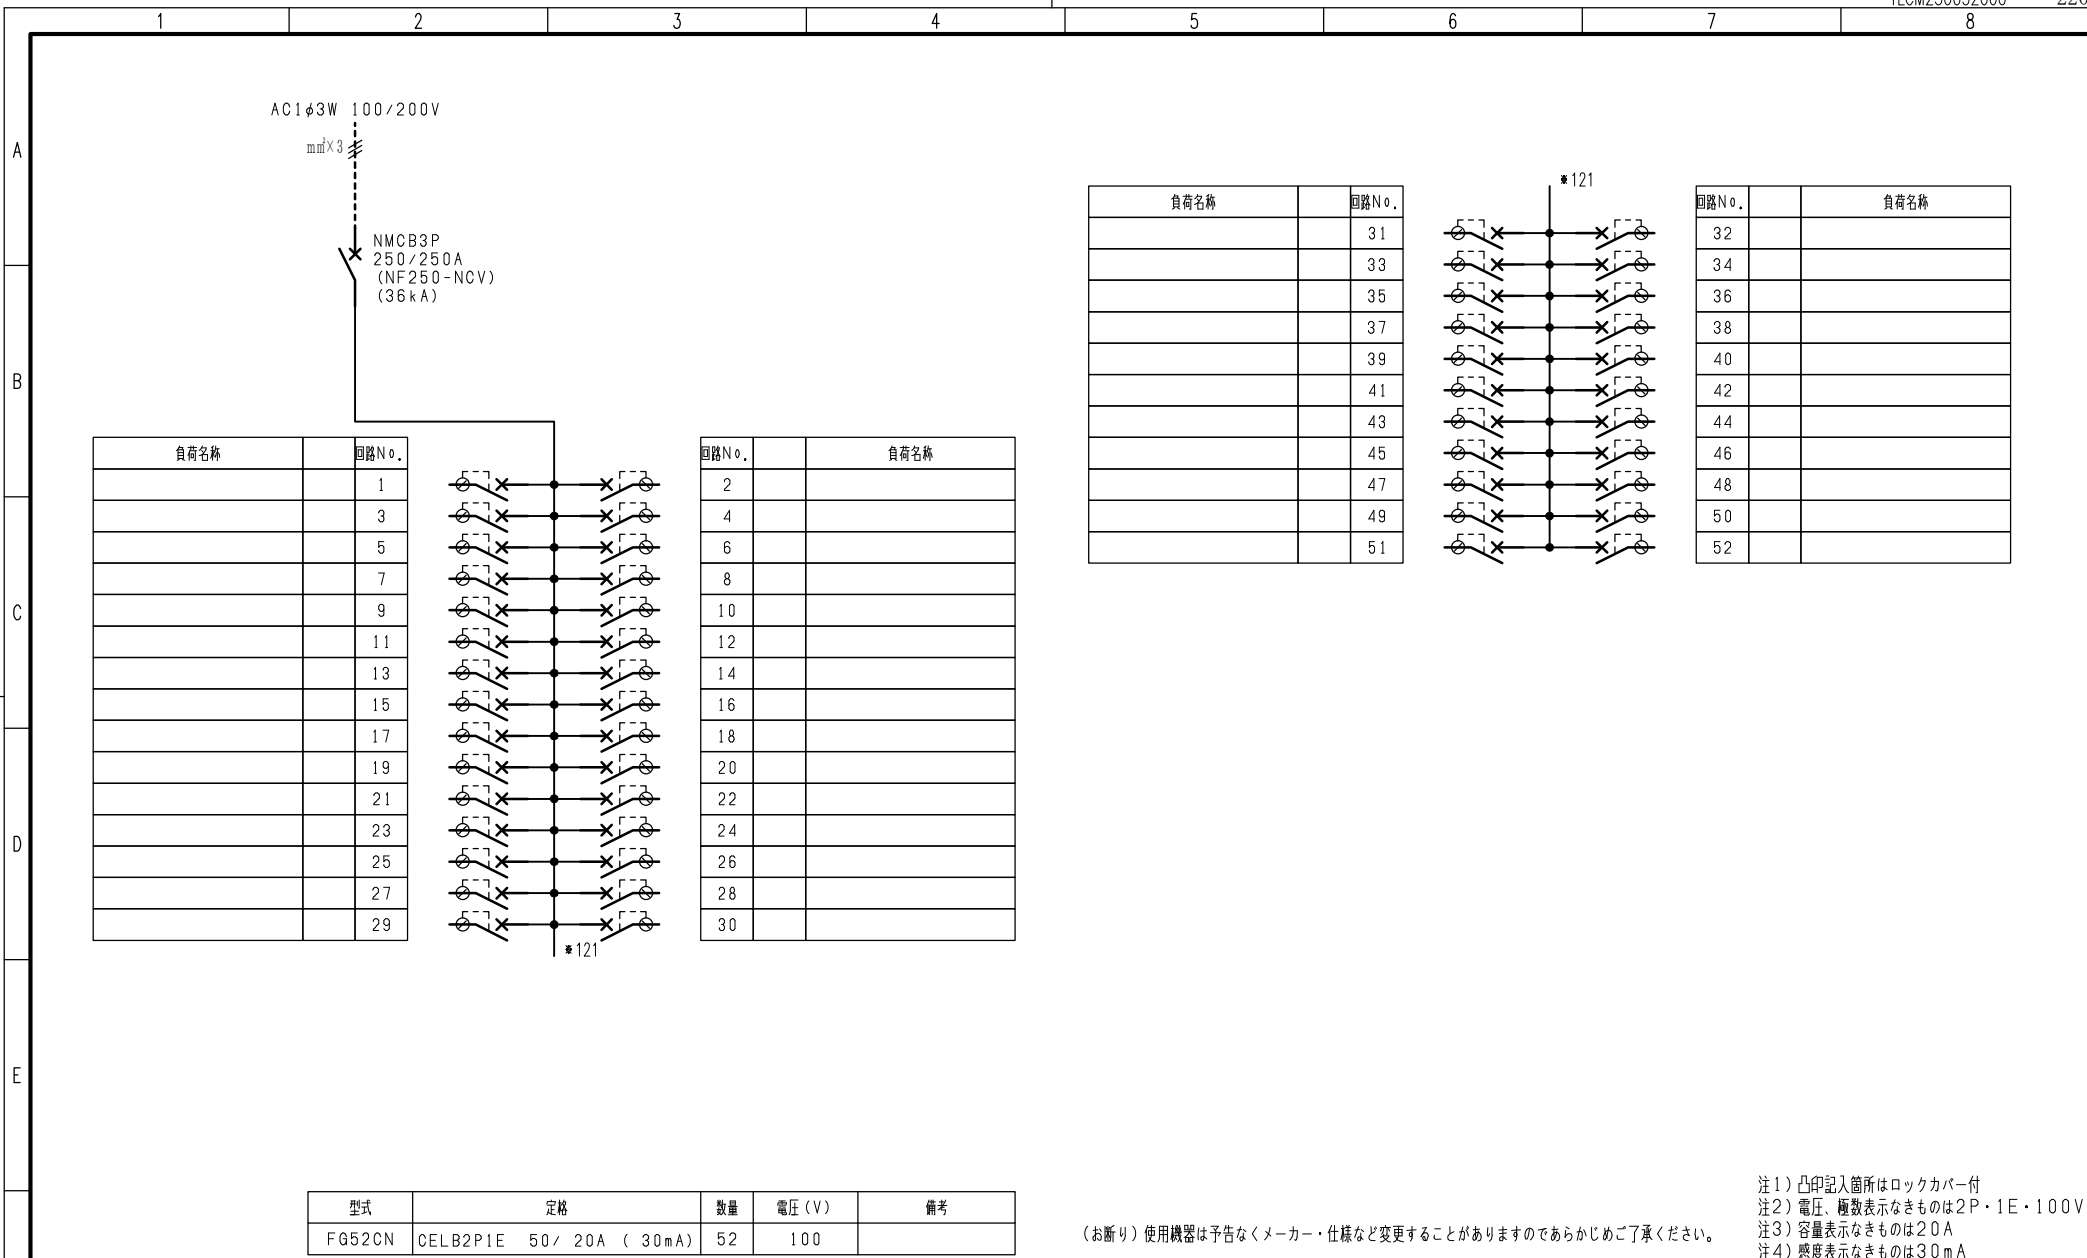 1 2 3 4 5 6 7 8
A
B
C
D
E
AC1φ3W 100/200V
mm²×3
NMCB3P
250/250A
(NF250-NCV)
(36kA)
負荷名称 回路No.
1
3
5
7
9
11
13
15
17
19
21
23
25
27
29
回路No. 負荷名称
2
4
6
8
10
12
14
16
18
20
22
24
26
28
30
※121
※121
負荷名称 回路No.
31
33
35
37
39
41
43
45
47
49
51
回路No. 負荷名称
32
34
36
38
40
42
44
46
48
50
52
型式 定格 数量 電圧(V) 備考
FG52CN CELB2P1E 50/ 20A ( 30mA) 52 100
(お断り)使用機器は予告なくメーカー・仕様など変更することがありますのであらかじめご了承ください。
注1)凸印記入箇所はロックカバー付
注2)電圧、極数表示なきものは2P・1E・100V
注3)容量表示なきものは20A
注4)感度表示なきものは30mA